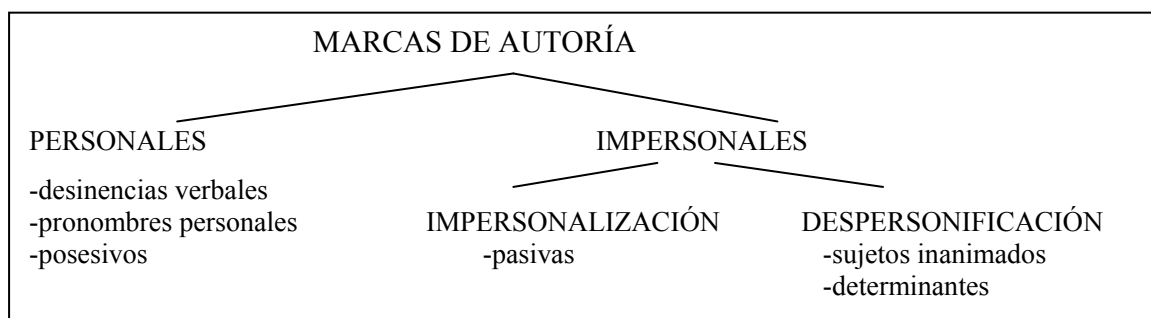 MARCAS DE AUTORÍA
PERSONALES
-desinencias verbales
-pronombres personales
-posesivos
IMPERSONALES
IMPERSONALIZACIÓN
-pasivas
DESPERSONIFICACIÓN
-sujetos inanimados
-determinantes